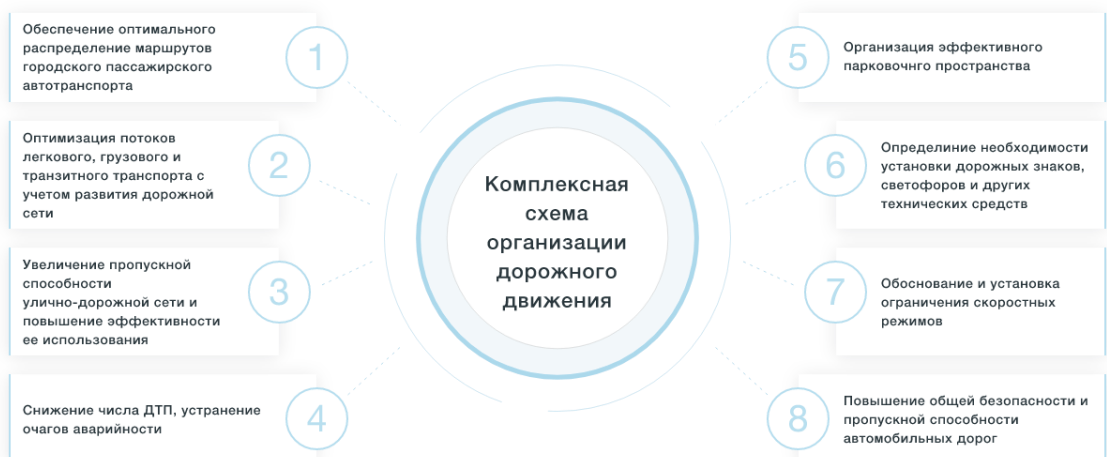 Обеспечение оптимального
распределение маршрутов
городского пассажирского
автотранспорта
1
Оптимизация потоков
легкового, грузового и
транзитного транспорта с
учетом развития дорожной
сети
2
Увеличение пропускной
способности
улично-дорожной сети и
повышение эффективности
ее использования
3
Снижение числа ДТП, устранение
очагов аварийности
4
Комплексная
схема
организации
дорожного
движения
5
Организация эффективного
парковочнго пространства
6
Определиние необходимости
установки дорожных знаков,
светофоров и других
технических средств
7
Обоснование и установка
ограничения скоростных
режимов
8
Повышение общей безопасности и
пропускной способности
автомобильных дорог